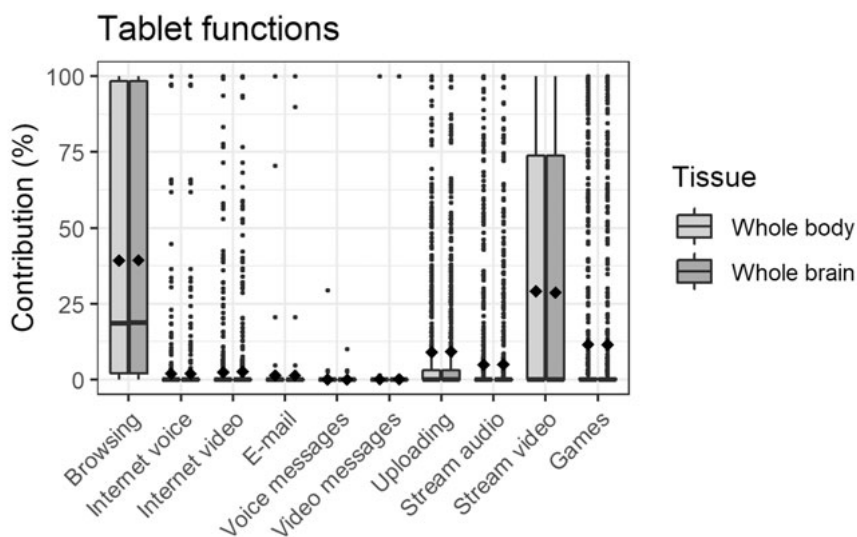 Tablet functions
Contribution (%)
100
75
50
25
0
Browsing
Internet voice
Internet video
E-mail
Voice messages
Video messages
Uploading
Stream audio
Stream video
Games
Tissue
Whole body
Whole brain